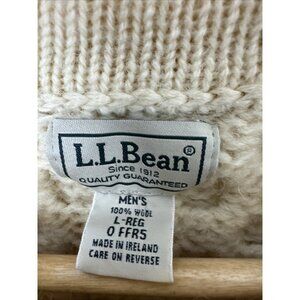 L.L.Bean®
Since 1912
QUALITY GUARANTEED
MEN'S
100% WOOL
L-REG
0 FFR5
MADE IN IRELAND
CARE ON REVERSE